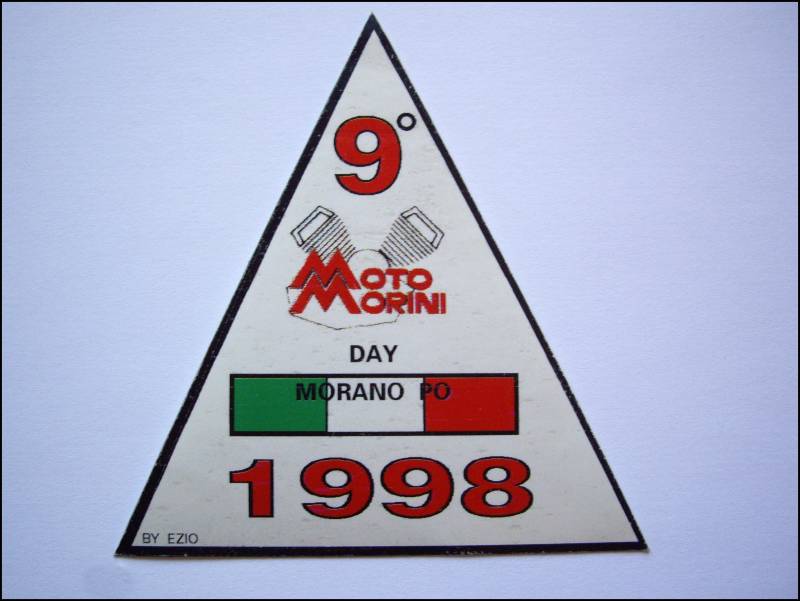 9°
MOTO
MORINI
DAY
MORANO PO
1998
BY EZIO